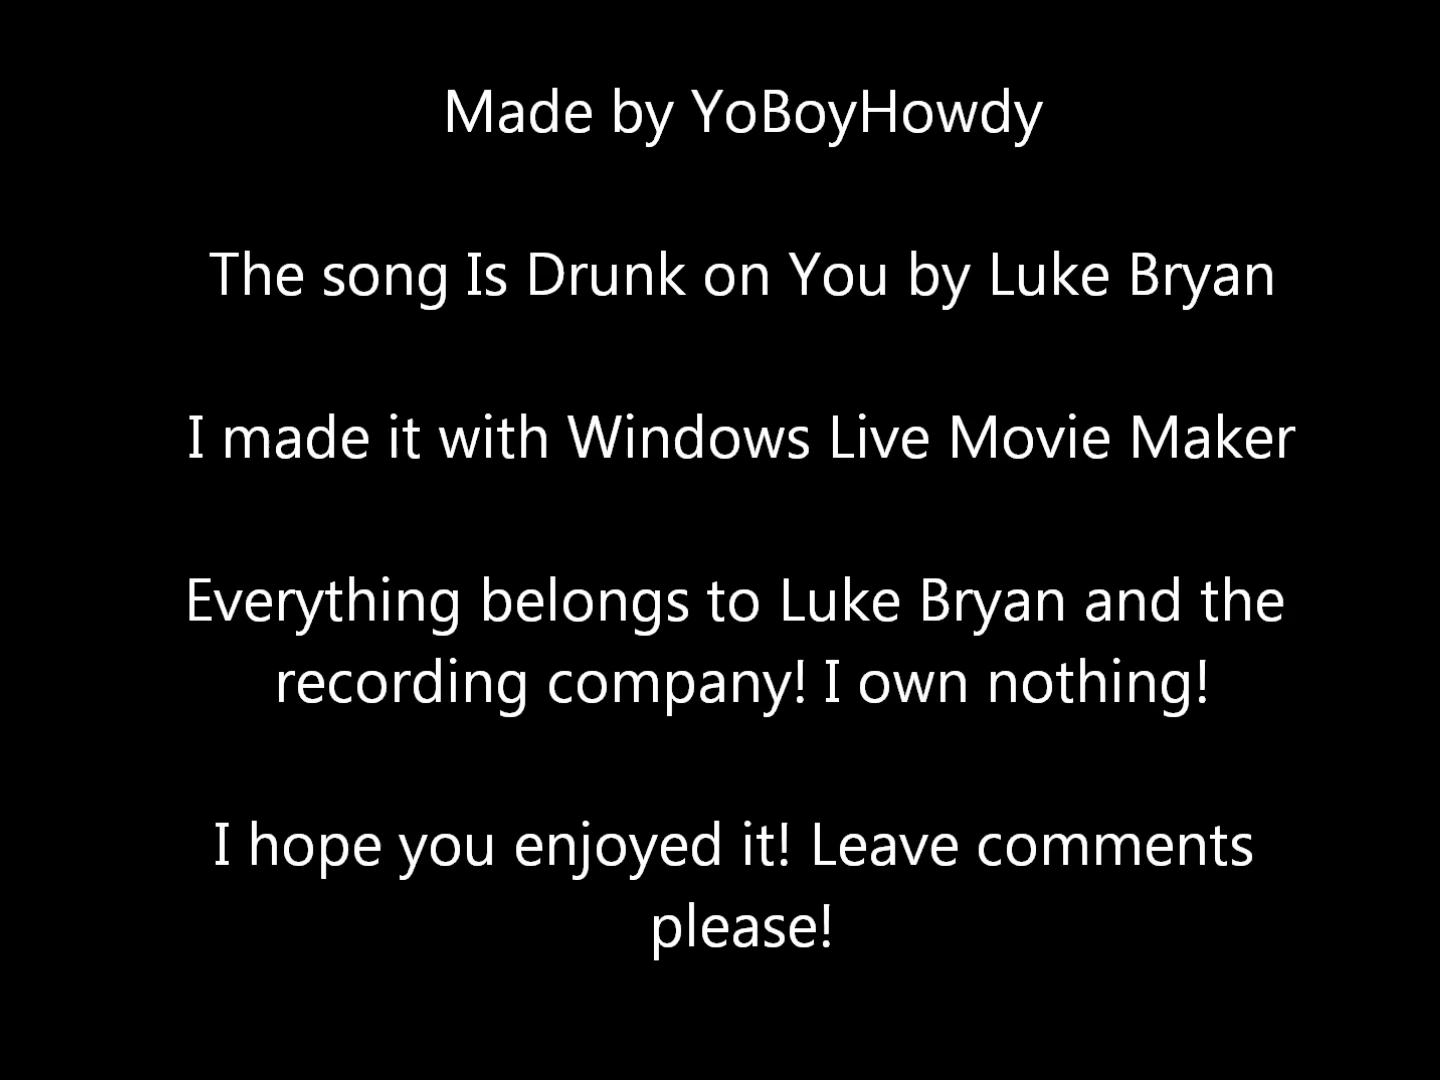 Made by YoBoyHowdy
The song Is Drunk on You by Luke Bryan
I made it with Windows Live Movie Maker
Everything belongs to Luke Bryan and the
recording company! I own nothing!
I hope you enjoyed it! Leave comments
please!